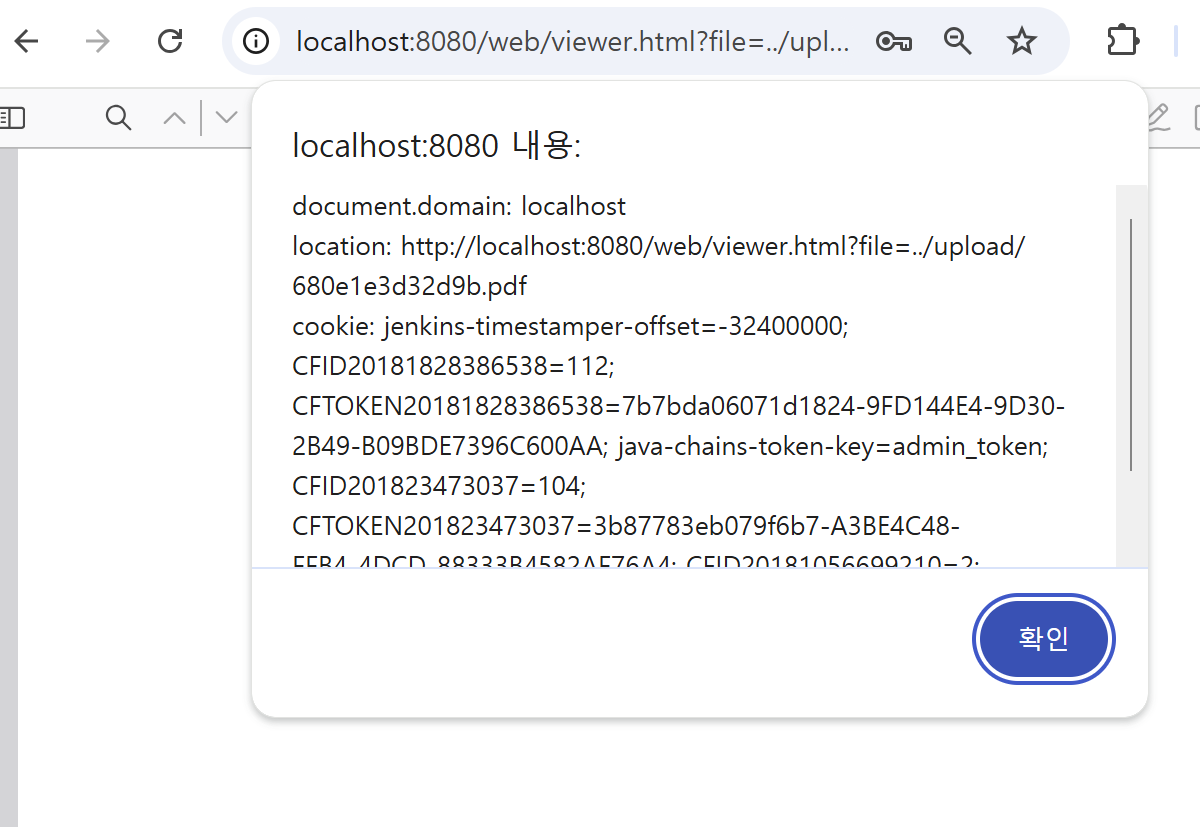 localhost:8080/web/viewer.html?file=../upl...
localhost:8080 내용:
document.domain: localhost
location: http://localhost:8080/web/viewer.html?file=../upload/
680e1e3d32d9b.pdf
cookie: jenkins-timestamper-offset=-32400000;
CFID20181828386538=112;
CFTOKEN20181828386538=7b7bda06071d1824-9FD144E4-9D30-
2B49-B09BDE7396C600AA; java-chains-token-key=admin_token;
CFID201823473037=104;
CFTOKEN201823473037=3b87783eb079f6b7-A3BE4C48-
CFID20181056699210=2;
확인